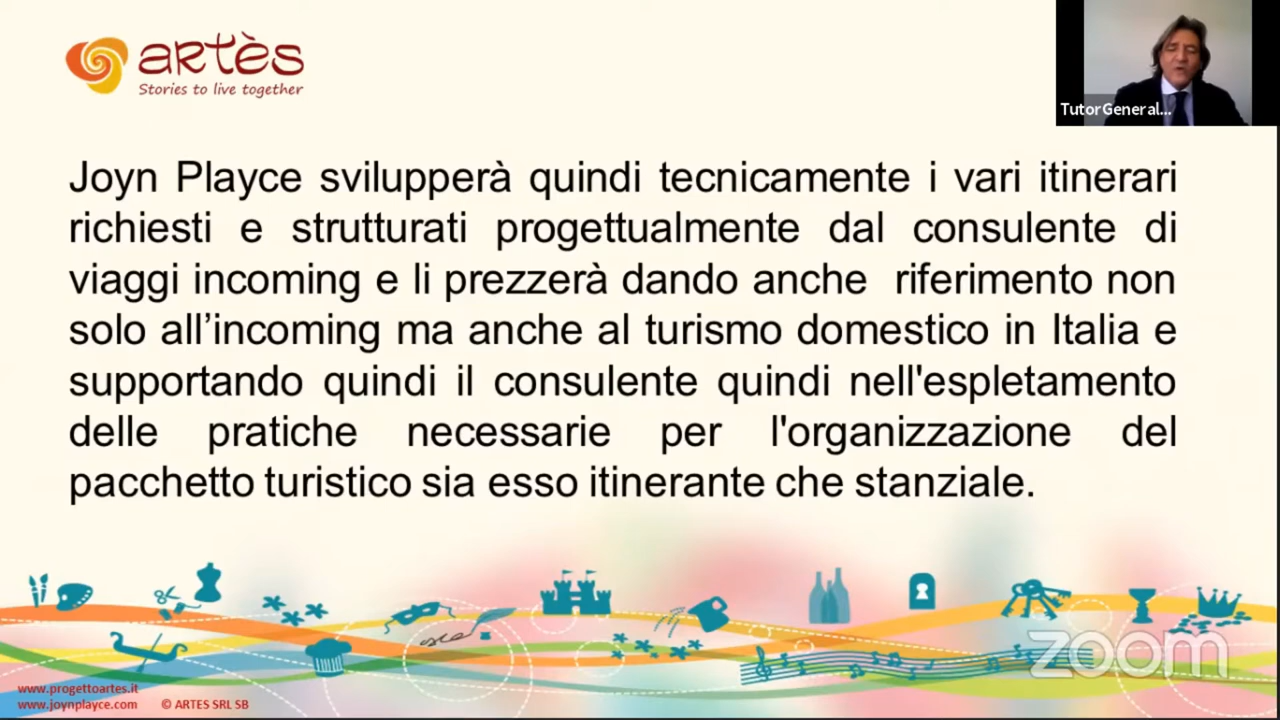 artès
Stories to live together
TutorGeneral...
Joyn Playce svilupperà quindi tecnicamente i vari itinerari
richiesti e strutturati progettualmente dal consulente di
viaggi incoming e li prezzerà dando anche  riferimento non
solo all’incoming ma anche al turismo domestico in Italia e
supportando quindi il consulente quindi nell'espletamento
delle pratiche necessarie per l'organizzazione del
pacchetto turistico sia esso itinerante che stanziale.
zoom
www.progettoartes.it
www.joynplayce.com © ARTES SRL SB